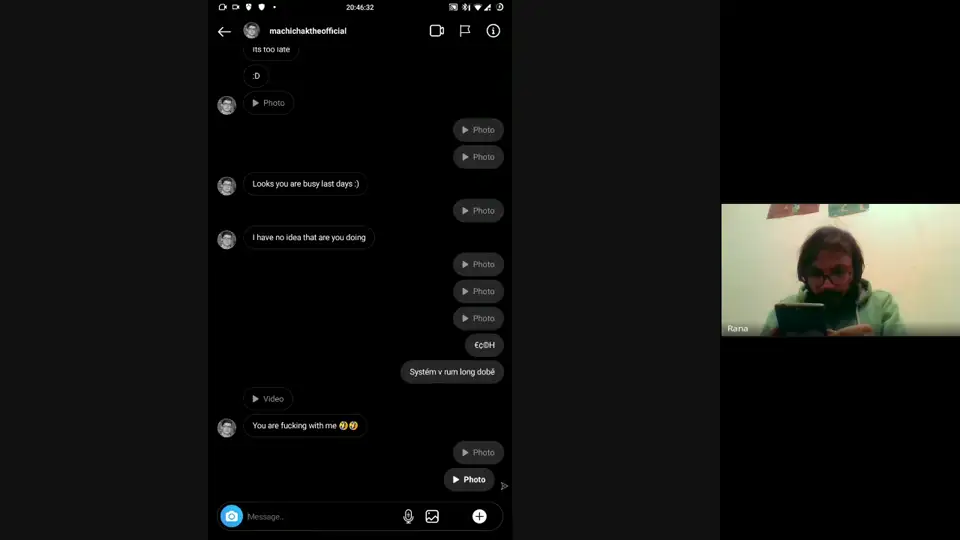 20:46:32
machichaktheofficial
Its too late
:D
Photo
Photo
Photo
Looks you are busy last days :)
Photo
I have no idea that are you doing
Photo
Photo
Photo
€¢©H
Systém v rum long době
Video
You are fucking with me 🤣🤣
Photo
Photo
Message..
Rana